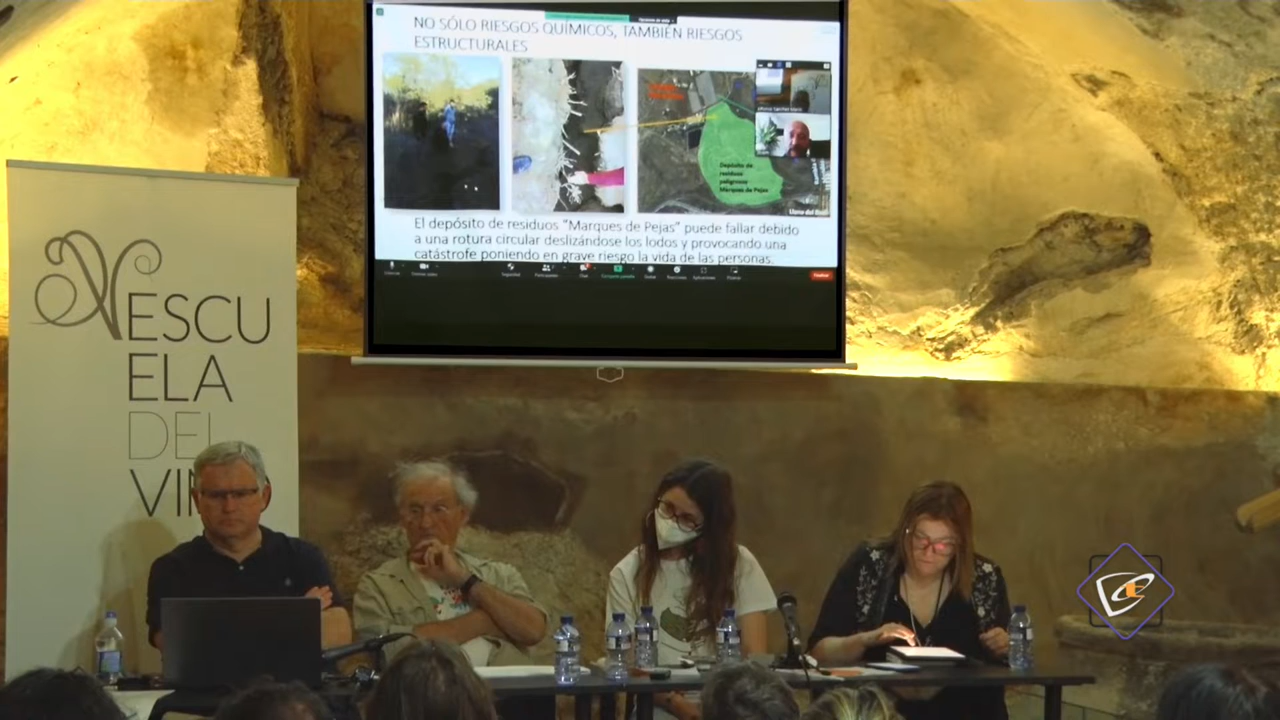 NO SÓLO RIESGOS QUÍMICOS, TAMBIÉN RIESGOS
ESTRUCTURALES
Depósito de
residuos
peligrosos
Marques de Pejas
El depósito de residuos "Marques de Pejas" puede fallar debido
a una rotura circular deslizándose los lodos y provocando una
catástrofe poniendo en grave riesgo la vida de las personas.
Finalizar
ESCU
ELA
DEL
VIN